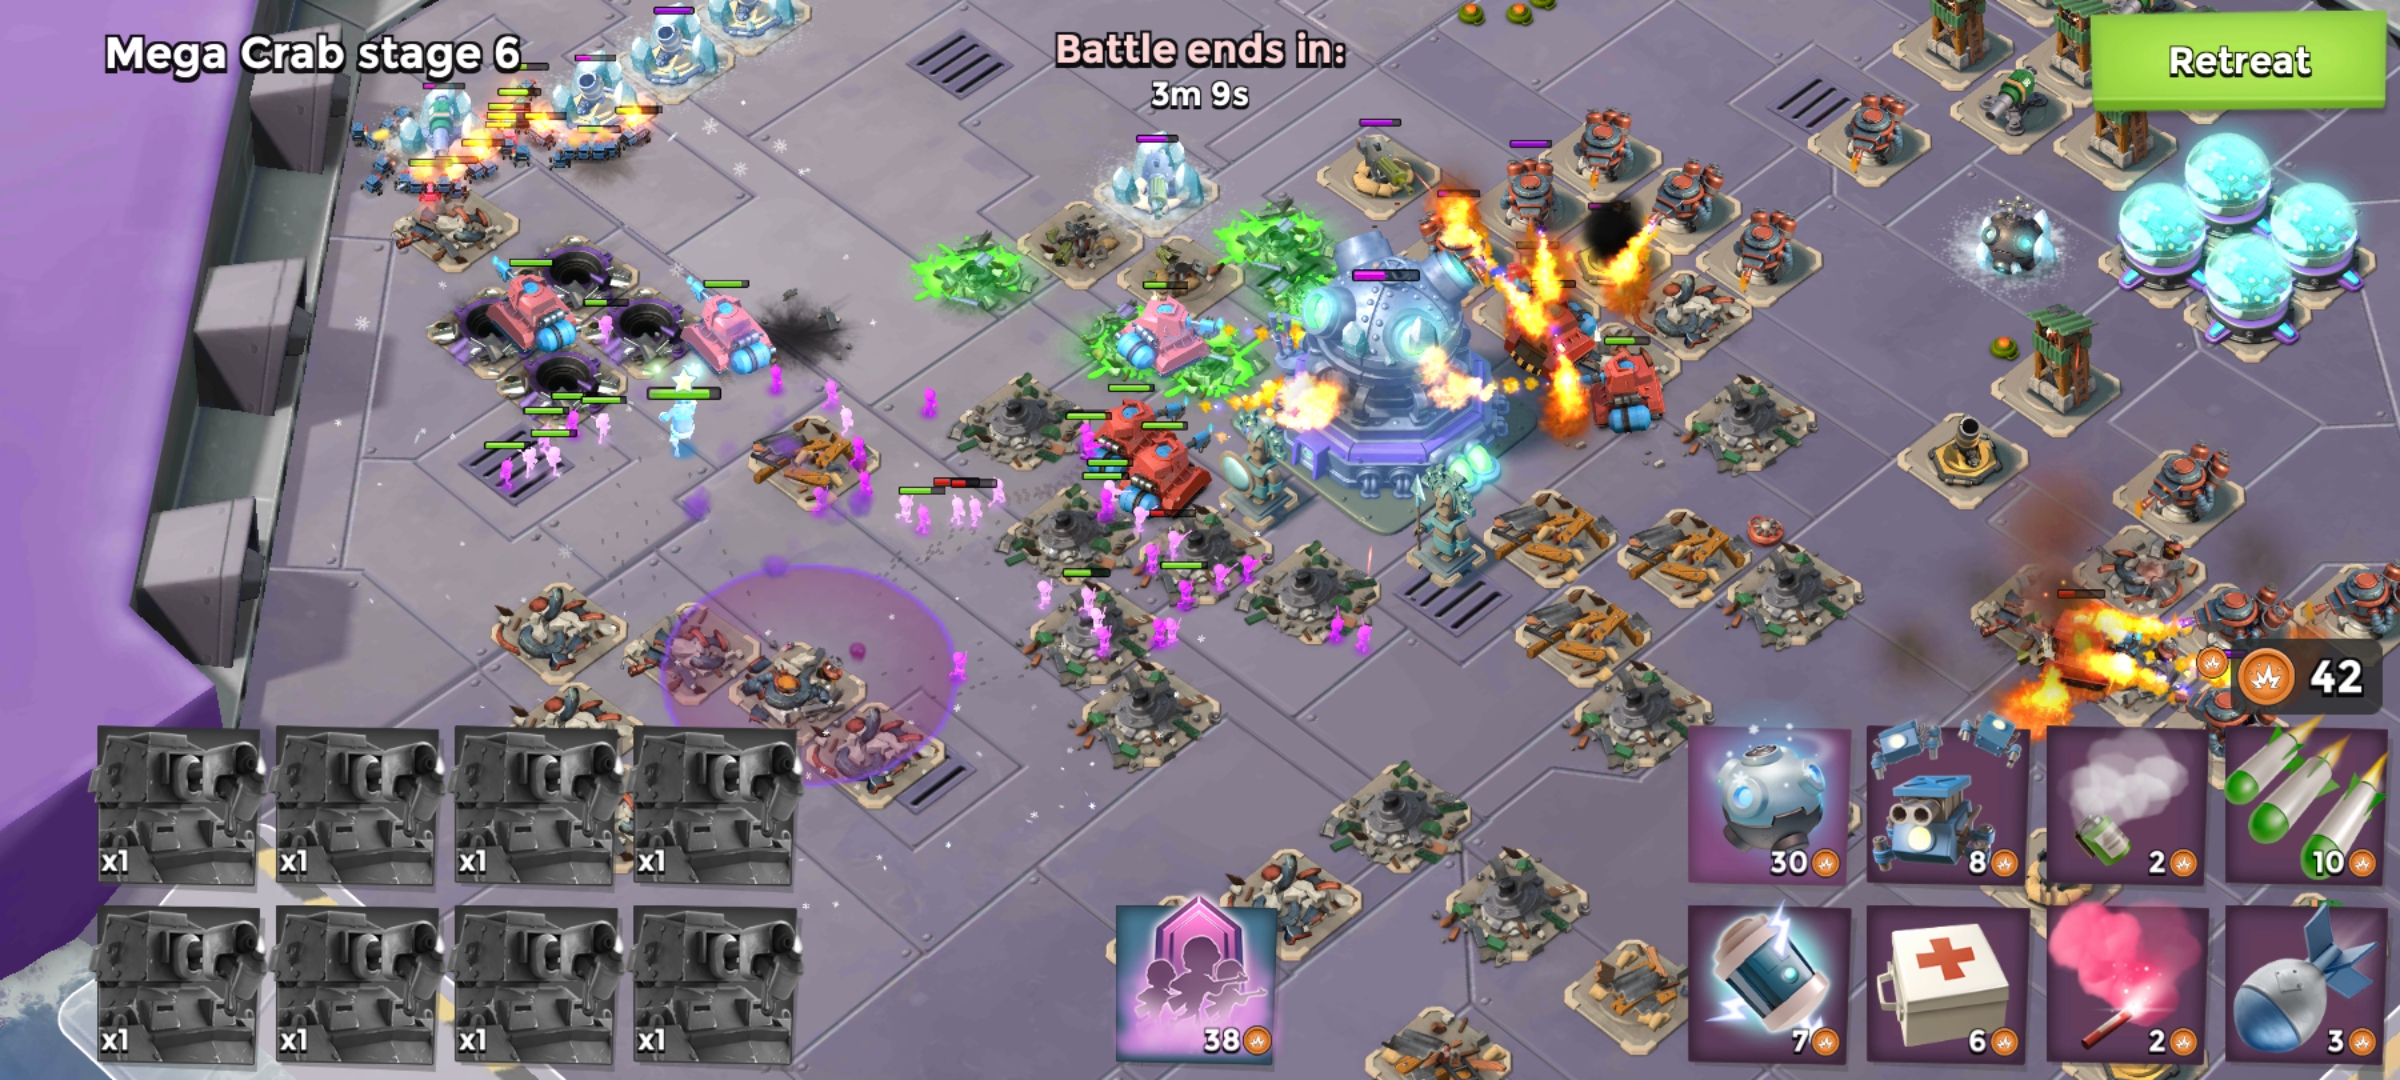 Mega Crab stage 6
Battle ends in:
3m 9s
Retreat
42
x1 x1 x1 x1
30 8 2 10
x1 x1 x1 x1
38
7 6 2 3